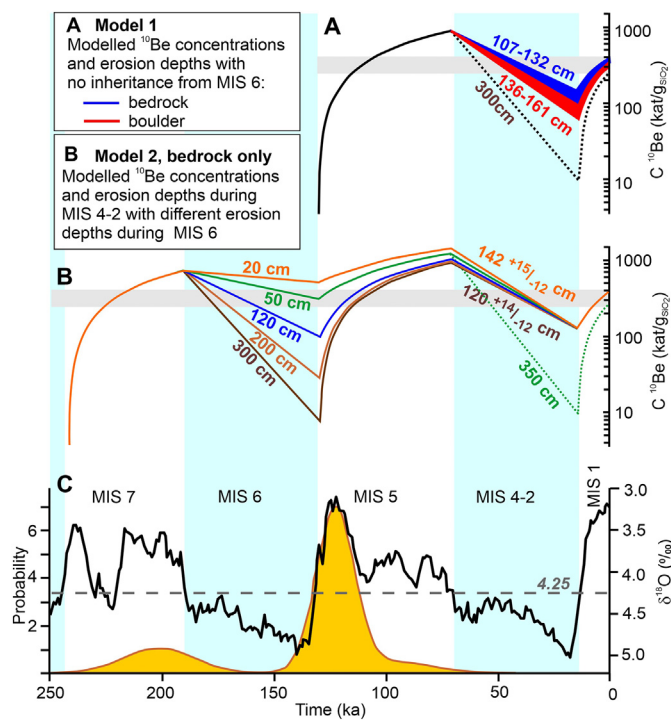 A Model 1
Modelled ¹⁰Be concentrations
and erosion depths with
no inheritance from MIS 6:
bedrock
boulder
B Model 2, bedrock only
Modelled ¹⁰Be concentrations
and erosion depths during
MIS 4-2 with different erosion
depths during MIS 6
A
107-132 cm
136-161 cm
300cm
1000
100
10
C ¹⁰Be (kat/g_SiO₂)
B
20 cm
50 cm
120 cm
200 cm
300 cm
142 ⁺¹⁵/₋₁₂ cm
120 ⁺¹⁴/₋₁₂ cm
350 cm
1000
100
10
C ¹⁰Be (kat/g_SiO₂)
C
MIS 7
MIS 6
MIS 5
MIS 4-2
MIS 1
6
4
2
Probability
4.25
3.0
3.5
4.0
4.5
5.0
δ¹⁸O (⁰/₀₀)
250
200
150
100
50
0
Time (ka)